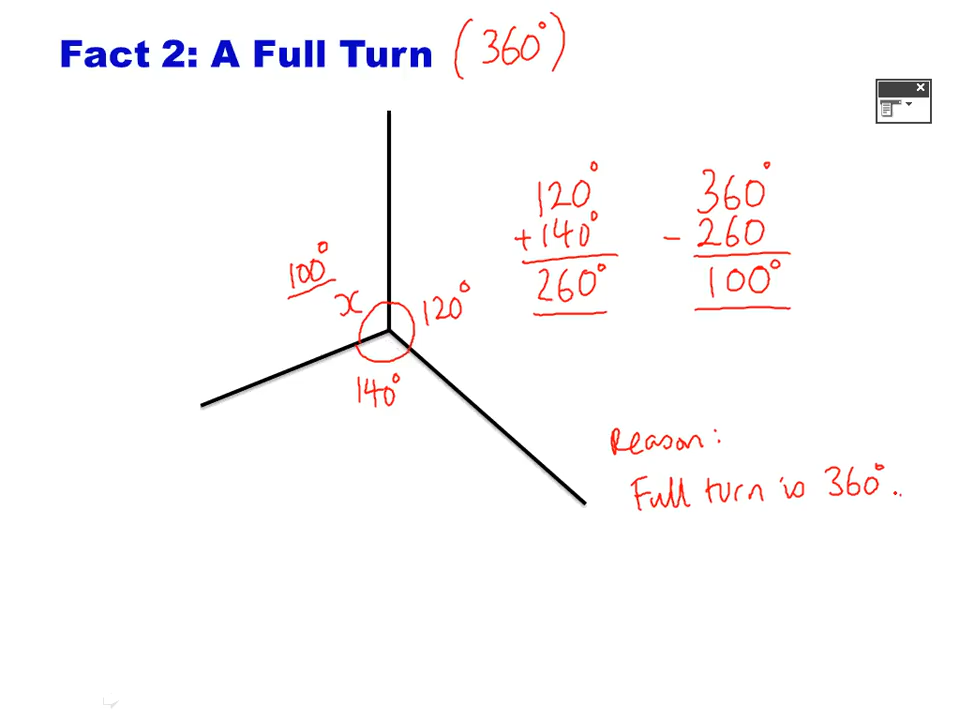 Fact 2: A Full Turn (360°)
120°
+140°
260°
360°
- 260
100°
100°
x
120°
140°
Reason:
Full turn is 360°.